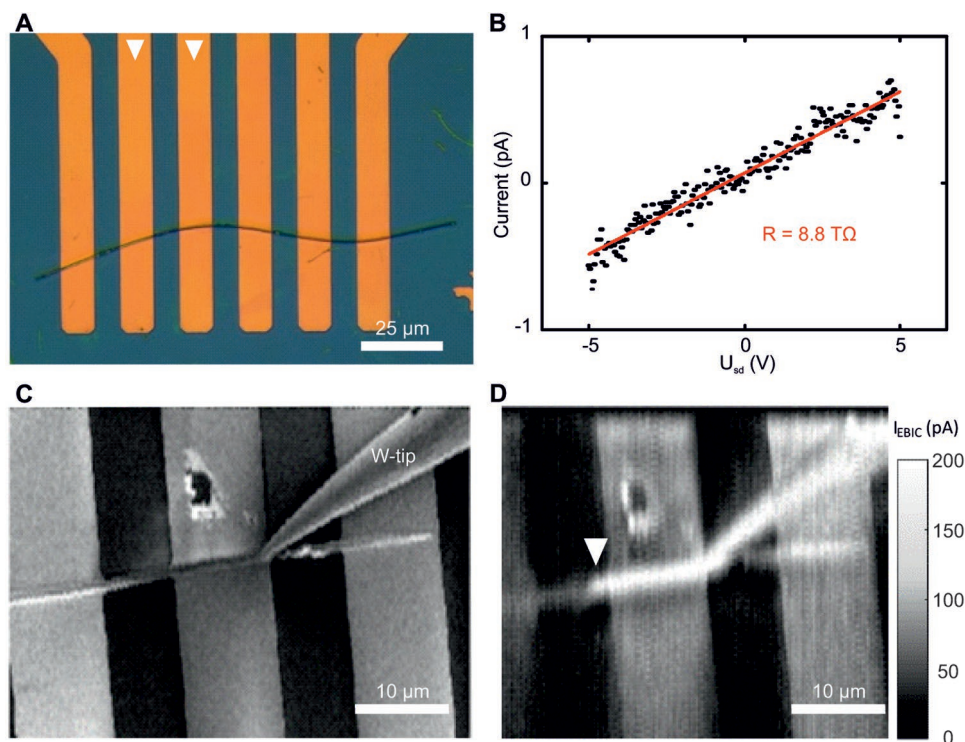 A
25 µm
B
1
0
-1
Current (pA)
R = 8.8 TΩ
-5
0
5
U_sd (V)
C
W-tip
10 µm
D
10 µm
I_EBIC (pA)
200
150
100
50
0